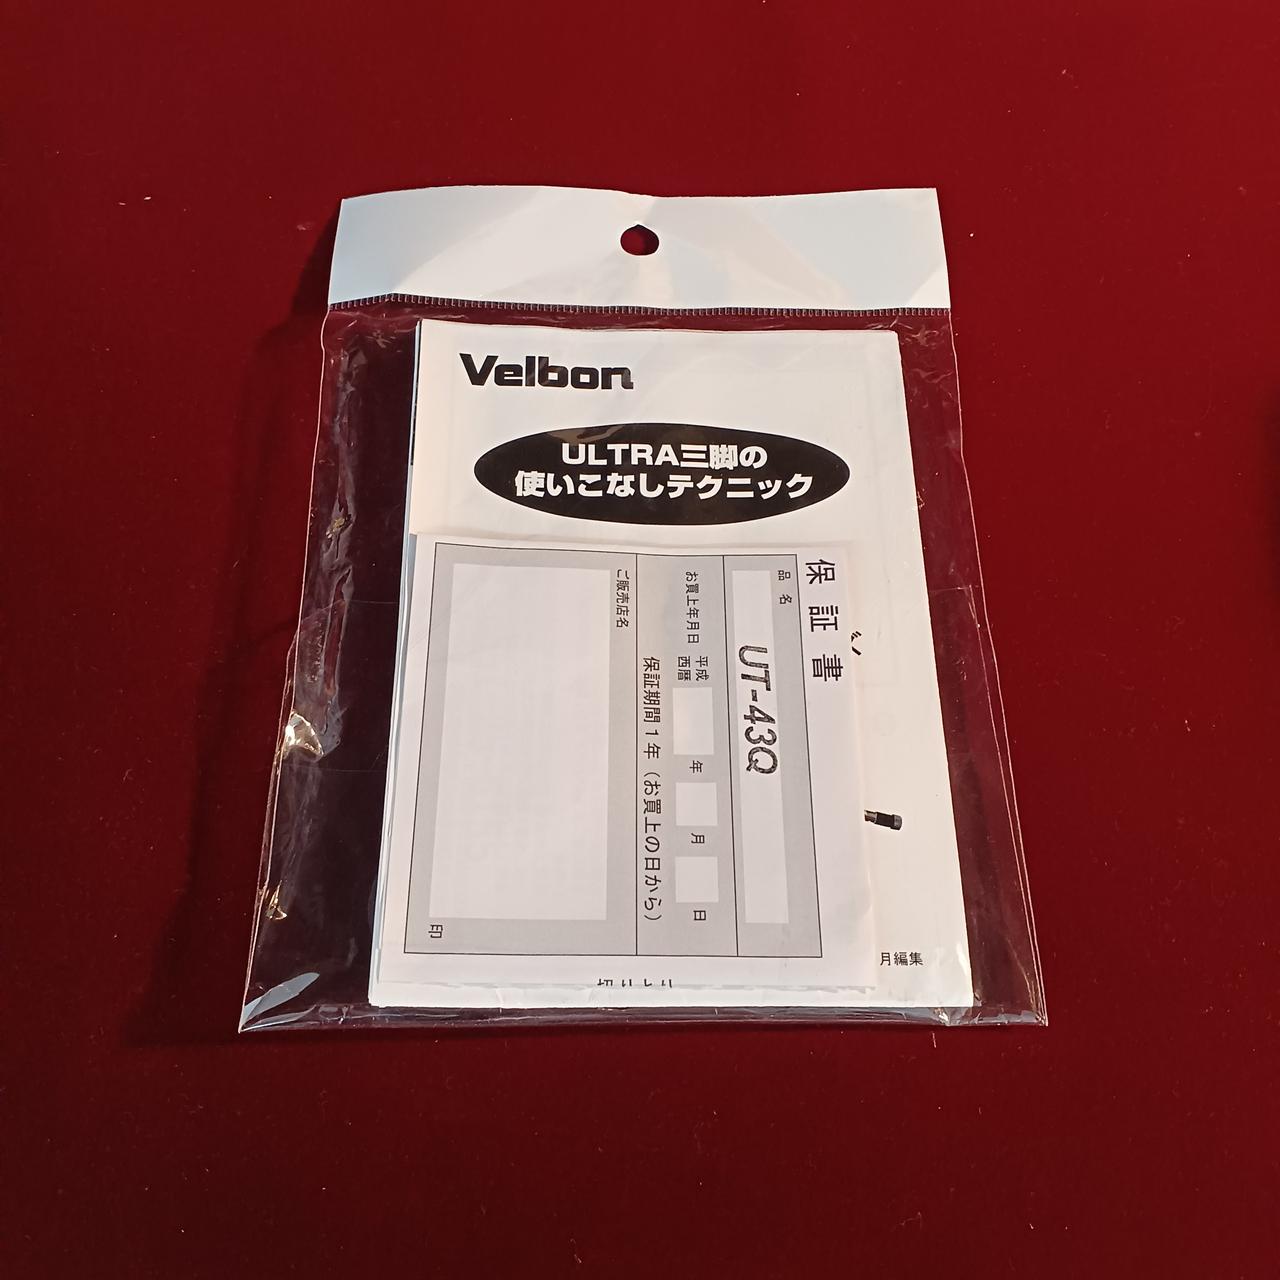 Velbon
ULTRA三脚の
使いこなしテクニック
保証書
品名
UT-43Q
お買上年月日
平成
西暦
年
月
日
保証期間1年(お買上の日から)
ご販売店名
印
月編集